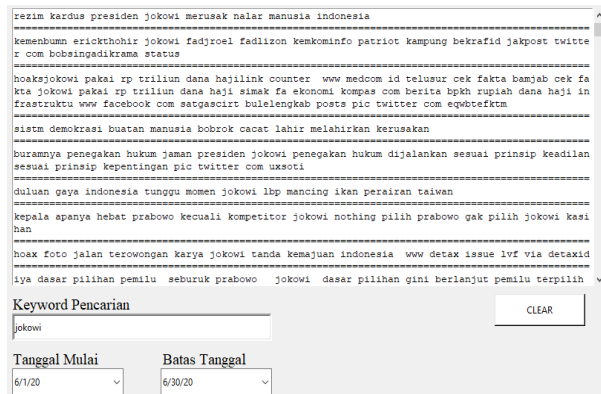 rezim kardus presiden jokowi merusak nalar manusia indonesia
================================================================================
kemenbumn erickthohir jokowi fadjroel fadlizon kemkominfo patriot kampung bekrafid jakpost twitte
r com bobsingadikrama status
================================================================================
hoaksjokowi pakai rp triliun dana hajilink counter  www medcom id telusur cek fakta bamjab cek fa
kta jokowi pakai rp triliun dana haji simak fa ekonomi kompas com berita bpkh rupiah dana haji in
frastruktu www facebook com satgascirt bulelengkab posts pic twitter com eqwbtefktm
================================================================================
sistm demokrasi buatan manusia bobrok cacat lahir melahirkan kerusakan
================================================================================
buramnya penegakan hukum jaman presiden jokowi penegakan hukum dijalankan sesuai prinsip keadilan
sesuai prinsip kepentingan pic twitter com uxsoti
================================================================================
duluan gaya indonesia tunggu momen jokowi lbp mancing ikan perairan taiwan
================================================================================
kepala apanya hebat prabowo kecuali kompetitor jokowi nothing pilih prabowo gak pilih jokowi kasi
han
================================================================================
hoax foto jalan terowongan karya jokowi tanda kemajuan indonesia  www detax issue lvf via detaxid
================================================================================
iya dasar pilihan pemilu  seburuk prabowo   jokowi  dasar pilihan gini berlanjut pemilu terpilih
Keyword Pencarian
CLEAR
jokowi
Tanggal Mulai Batas Tanggal
6/1/20 6/30/20